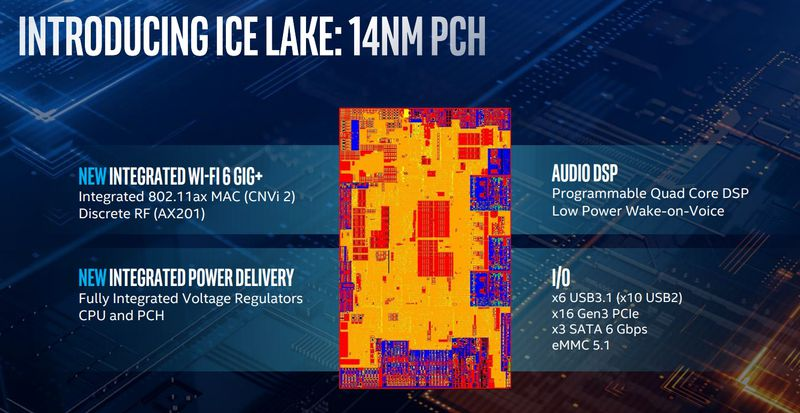 INTRODUCING ICE LAKE: 14NM PCH
NEW INTEGRATED WI-FI 6 GIG+
Integrated 802.11ax MAC (CNVi 2)
Discrete RF (AX201)
NEW INTEGRATED POWER DELIVERY
Fully Integrated Voltage Regulators
CPU and PCH
AUDIO DSP
Programmable Quad Core DSP
Low Power Wake-on-Voice
I/O
x6 USB3.1 (x10 USB2)
x16 Gen3 PCIe
x3 SATA 6 Gbps
eMMC 5.1